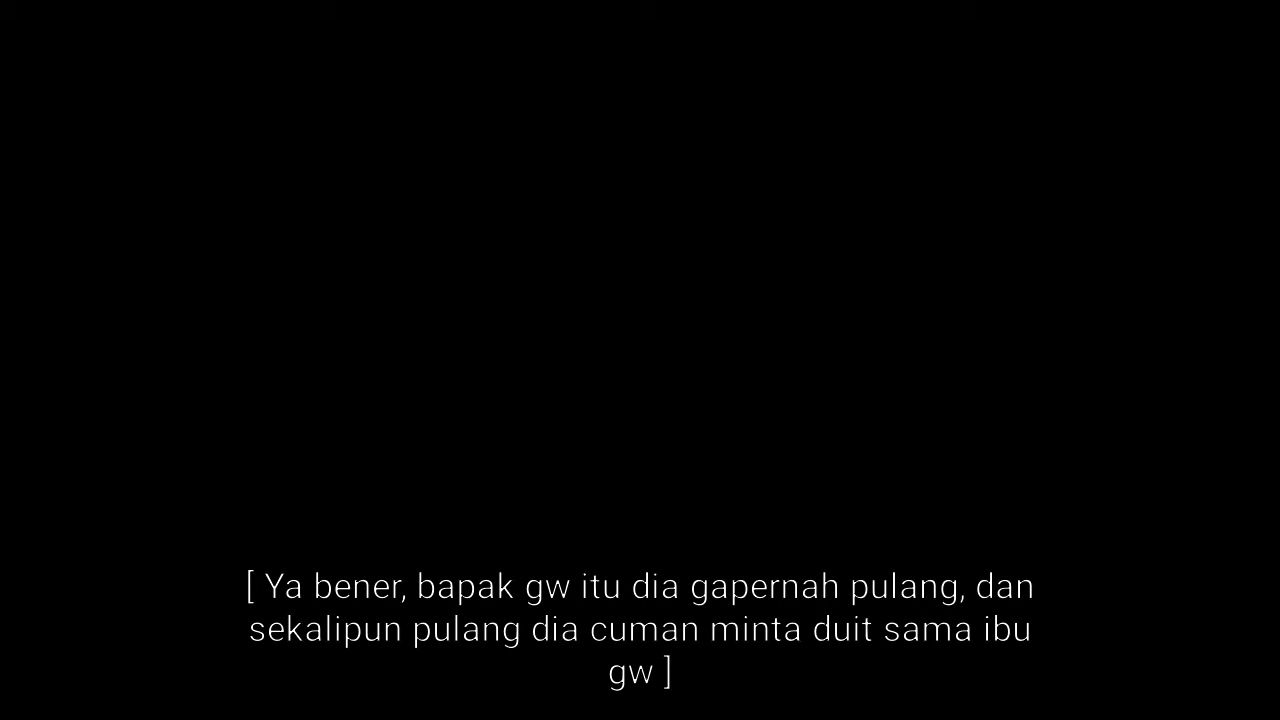 [ Ya bener, bapak gw itu dia gapernah pulang, dan
sekalipun pulang dia cuman minta duit sama ibu
gw ]